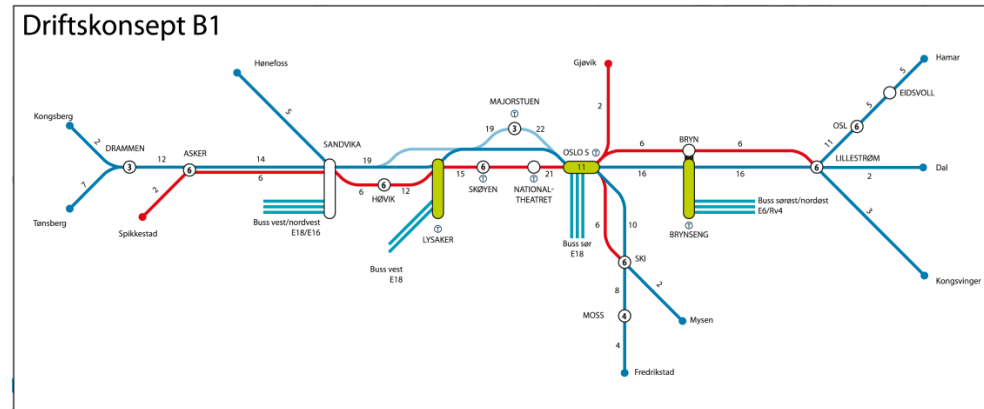 Driftskonsept B1
Hønefoss
Gjøvik
Hamar
5
EIDSVOLL
5
MAJORSTUEN
T
Kongsberg
5
2
OSL
6
19
3
22
BRYN
11
2
DRAMMEN
SANDVIKA
OSLO S
T
6
6
LILLESTRØM
3
12
ASKER
14
19
15
6
21
11
16
16
6
2
Dal
6
6
7
2
6
6
12
SKØYEN
T
NATIONAL-
THEATRET
T
HØVIK
3
Tønsberg
Spikkestad
Buss vest/nordvest
E18/E16
LYSAKER
T
Buss sør
E18
6
10
BRYNSENG
T
Buss sørøst/nordøst
E6/Rv4
Buss vest
E18
6
SKI
Kongsvinger
8
2
MOSS
4
Mysen
4
Fredrikstad